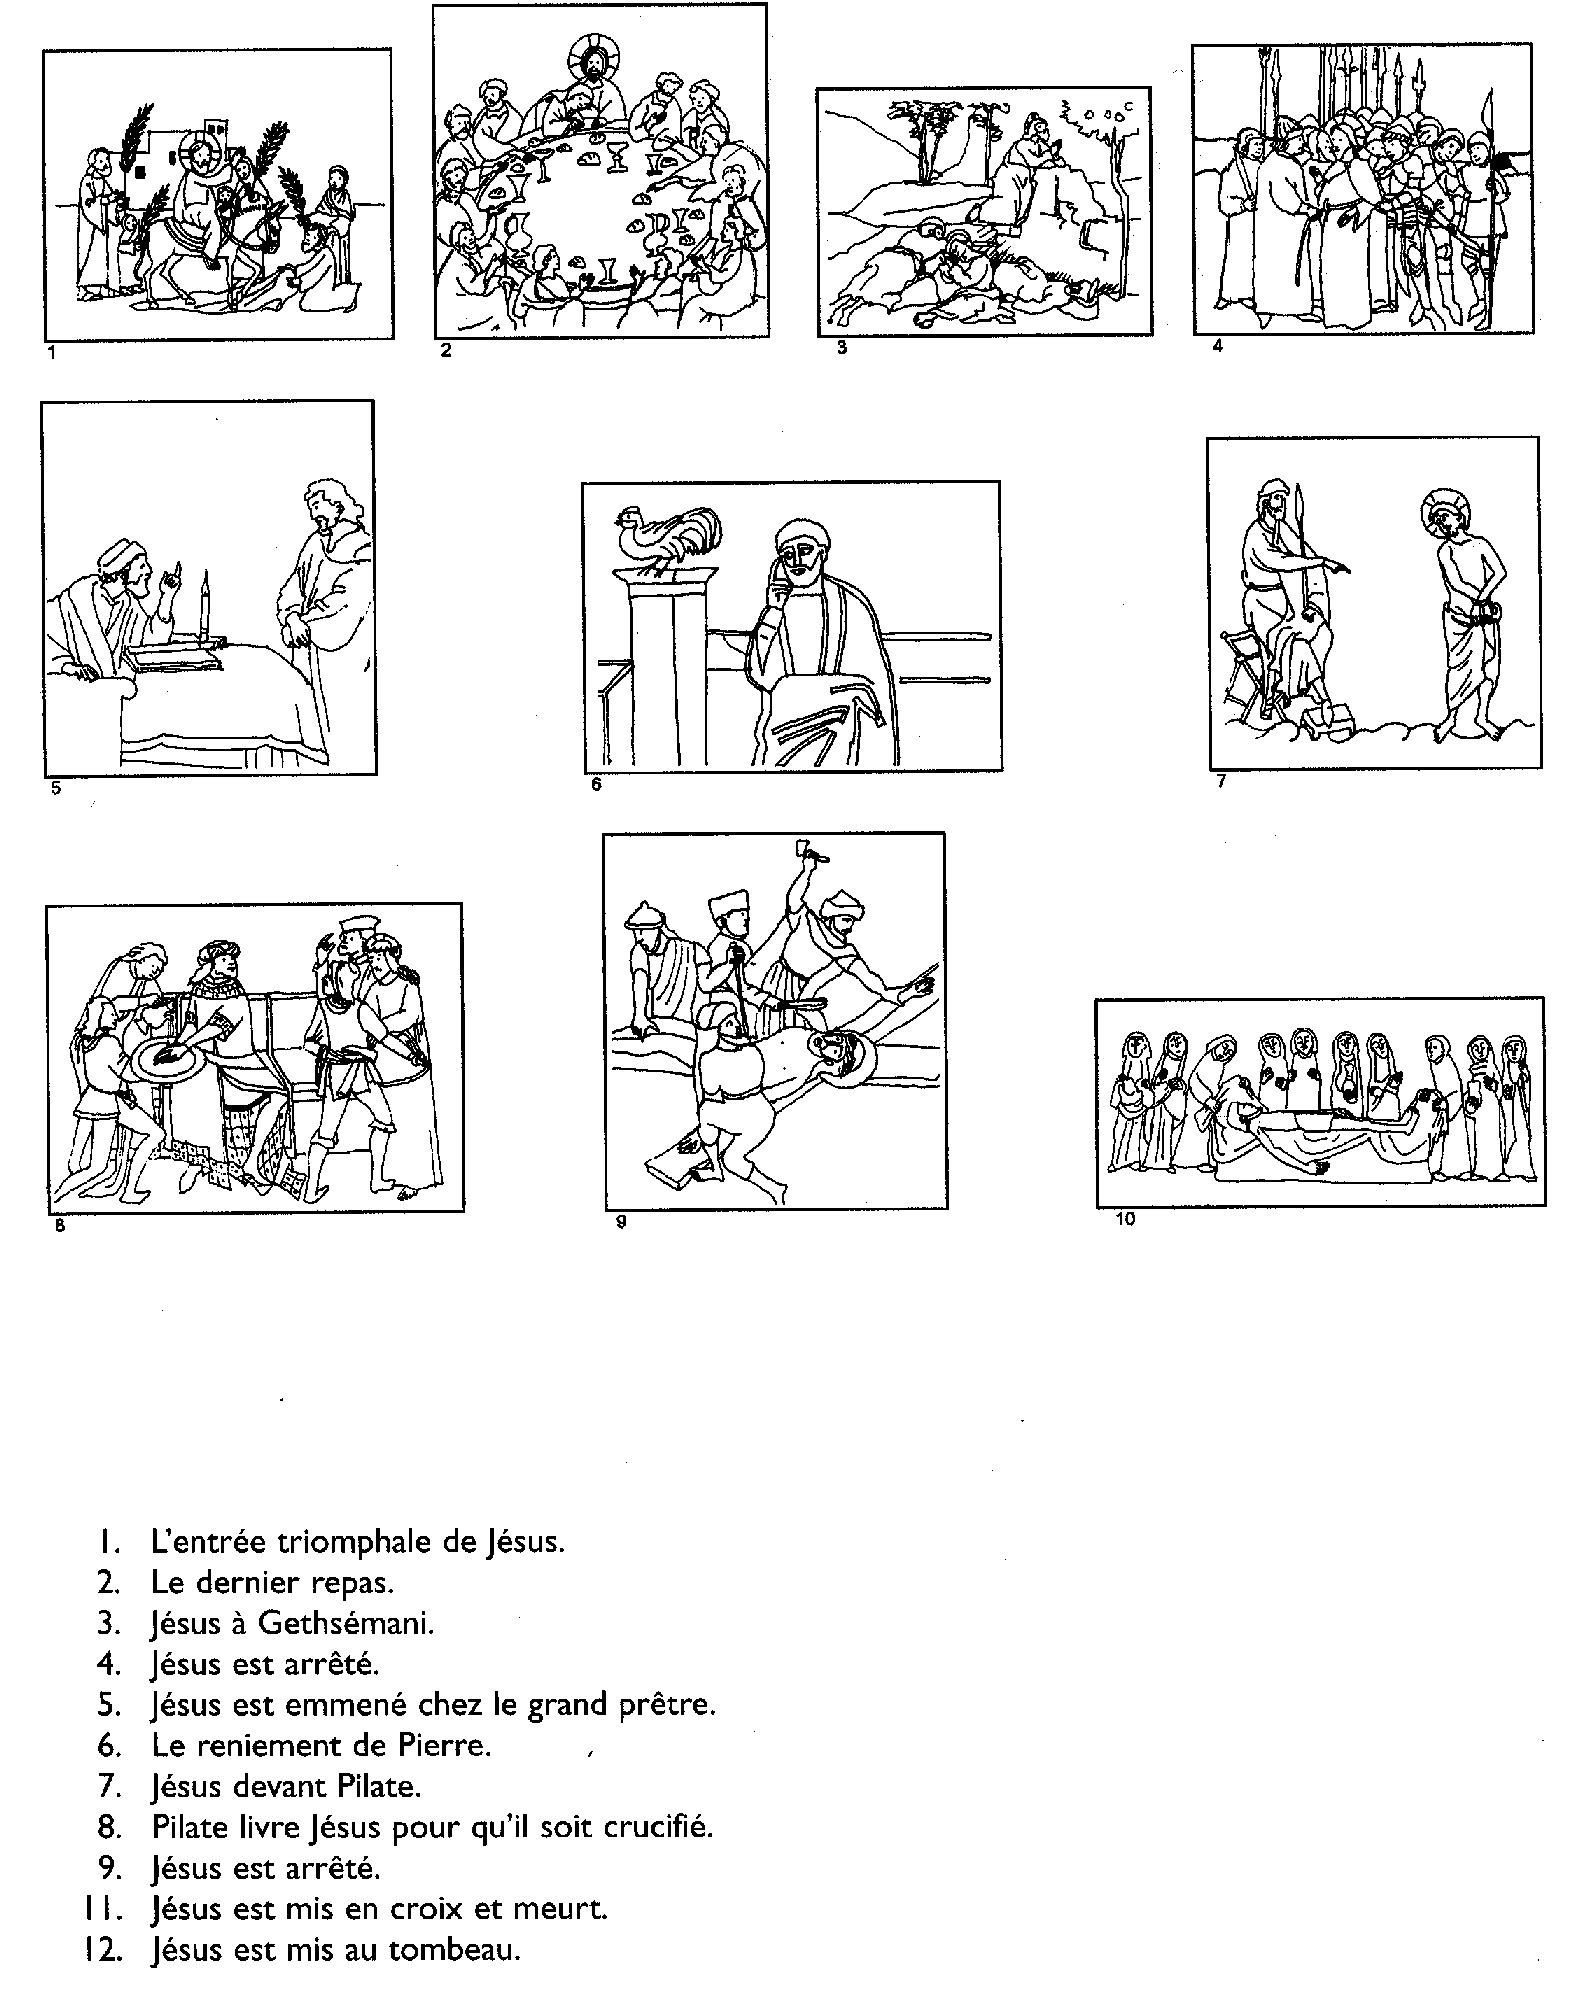 1
2
3
4
5
6
7
8
9
10
1. L'entrée triomphale de Jésus.
2. Le dernier repas.
3. Jésus à Gethsémani.
4. Jésus est arrêté.
5. Jésus est emmené chez le grand prêtre.
6. Le reniement de Pierre.
7. Jésus devant Pilate.
8. Pilate livre Jésus pour qu'il soit crucifié.
9. Jésus est arrêté.
11. Jésus est mis en croix et meurt.
12. Jésus est mis au tombeau.